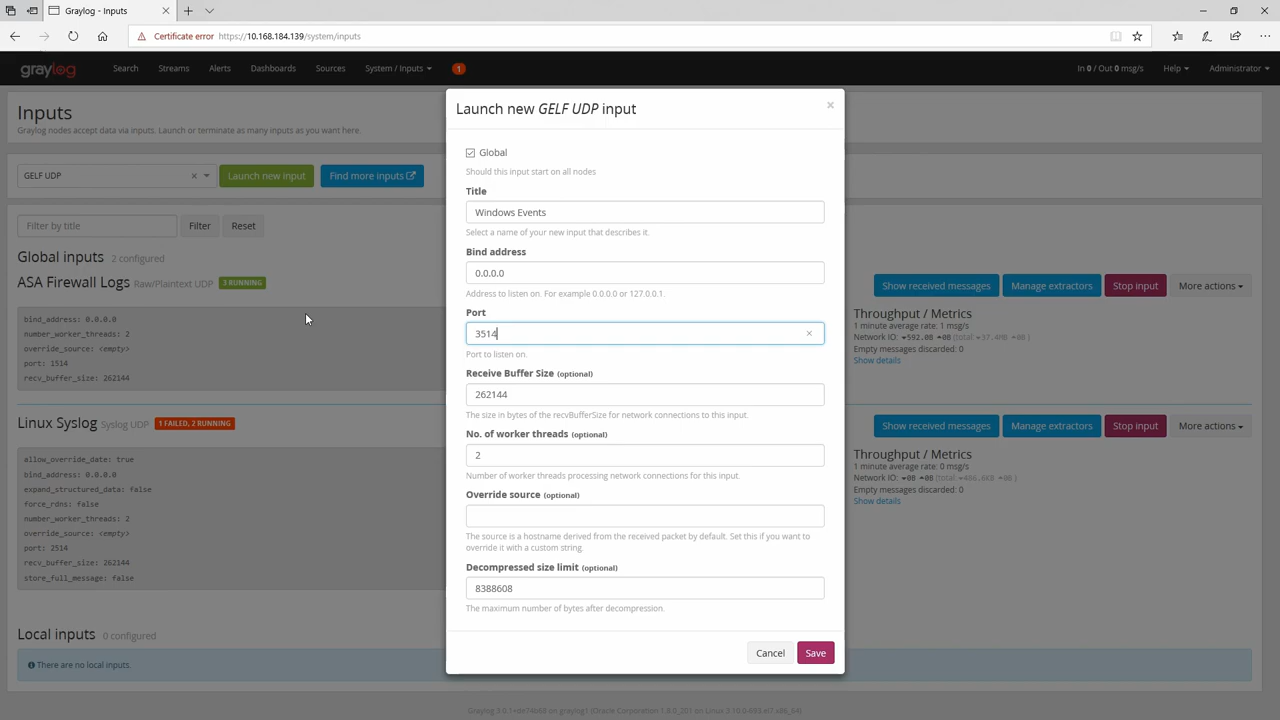 Graylog - Inputs
Certificate error https://10.168.184.139/system/inputs
graylog Search Streams Alerts Dashboards Sources System / Inputs 1 In 0 / Out 0 msg/s Help Administrator
Inputs
Graylog nodes accept data via inputs. Launch or terminate as many inputs as you want here.
GELF UDP Launch new input Find more inputs
Filter by title Filter Reset
Global inputs 2 configured
ASA Firewall Logs Raw/Plaintext UDP 3 RUNNING
bind_address: 0.0.0.0
number_worker_threads: 2
override_source: <empty>
port: 1514
recv_buffer_size: 262144
Show received messages Manage extractors Stop input More actions
Throughput / Metrics
1 minute average rate: 1 msg/s
Network IO: 592.0B 0B (total: 37.4MB 0B )
Empty messages discarded: 0
Show details
Linux Syslog Syslog UDP 1 FAILED, 2 RUNNING
allow_override_date: true
bind_address: 0.0.0.0
expand_structured_data: false
force_rdns: false
number_worker_threads: 2
override_source: <empty>
port: 2514
recv_buffer_size: 262144
store_full_message: false
Show received messages Manage extractors Stop input More actions
Throughput / Metrics
1 minute average rate: 0 msg/s
Network IO: 0B 0B (total: 486.6KB 0B )
Empty messages discarded: 0
Show details
Local inputs 0 configured
There are no local inputs.
Launch new GELF UDP input
Global
Should this input start on all nodes
Title
Windows Events
Select a name of your new input that describes it.
Bind address
0.0.0.0
Address to listen on. For example 0.0.0.0 or 127.0.0.1.
Port
3514
Port to listen on.
Receive Buffer Size (optional)
262144
The size in bytes of the recvBufferSize for network connections to this input.
No. of worker threads (optional)
2
Number of worker threads processing network connections for this input.
Override source (optional)
The source is a hostname derived from the received packet by default. Set this if you want to
override it with a custom string.
Decompressed size limit (optional)
8388608
The maximum number of bytes after decompression.
Cancel Save
Graylog 3.0.1+de74b68 on graylog1 (Oracle Corporation 1.8.0_201 on Linux 3.10.0-693.el7.x86_64)